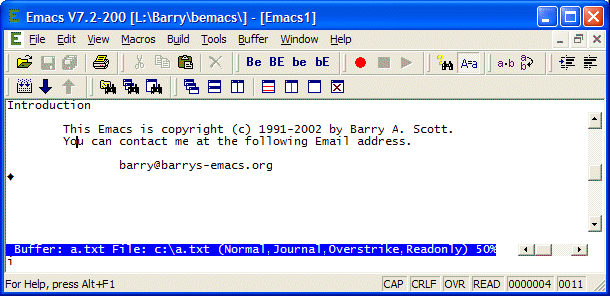 Emacs V7.2-200 [L:\Barry\bemacs\] - [Emacs1]
File Edit View Macros Tools Buffer Window Build Help
Be BE be bE A=a a·b
Introduction
This Emacs is copyright (c) 1991-2002 by Barry A. Scott.
You can contact me at the following Email address.
barry@barrys-emacs.org
Buffer: a.txt File: c:\a.txt (Normal,Journal,Overstrike,Readonly) 50%
For Help, press Alt+F1 CAP CRLF OVR READ 0000004 0011